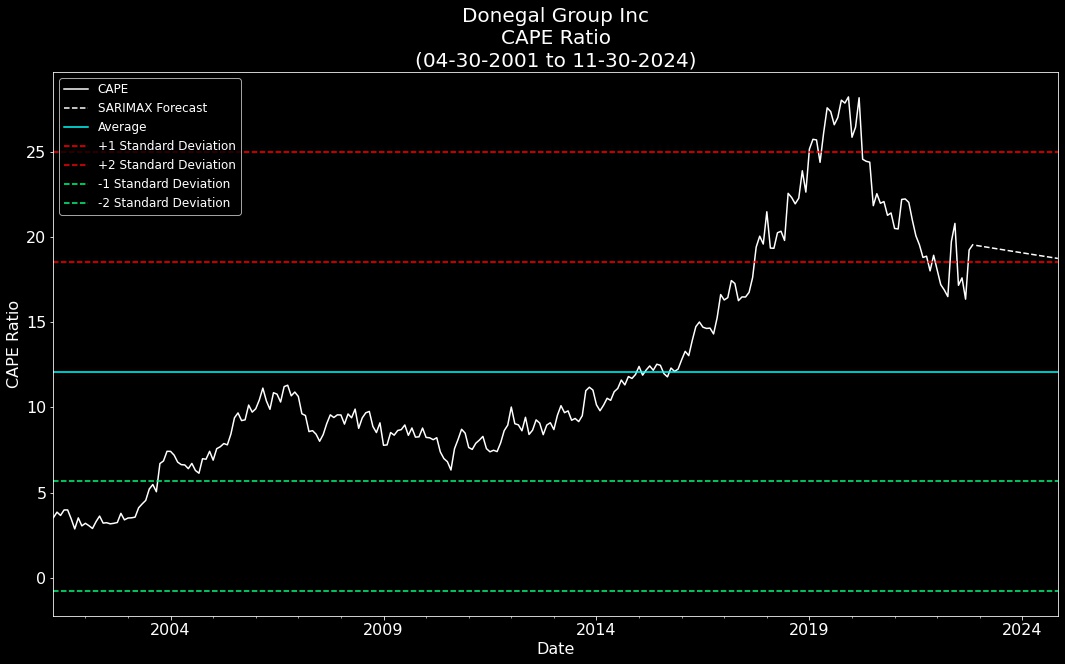 Donegal Group Inc
CAPE Ratio
(04-30-2001 to 11-30-2024)
CAPE
SARIMAX Forecast
Average
+1 Standard Deviation
+2 Standard Deviation
-1 Standard Deviation
-2 Standard Deviation
25
20
15
10
5
0
CAPE Ratio
2004 2009 2014 2019 2024
Date